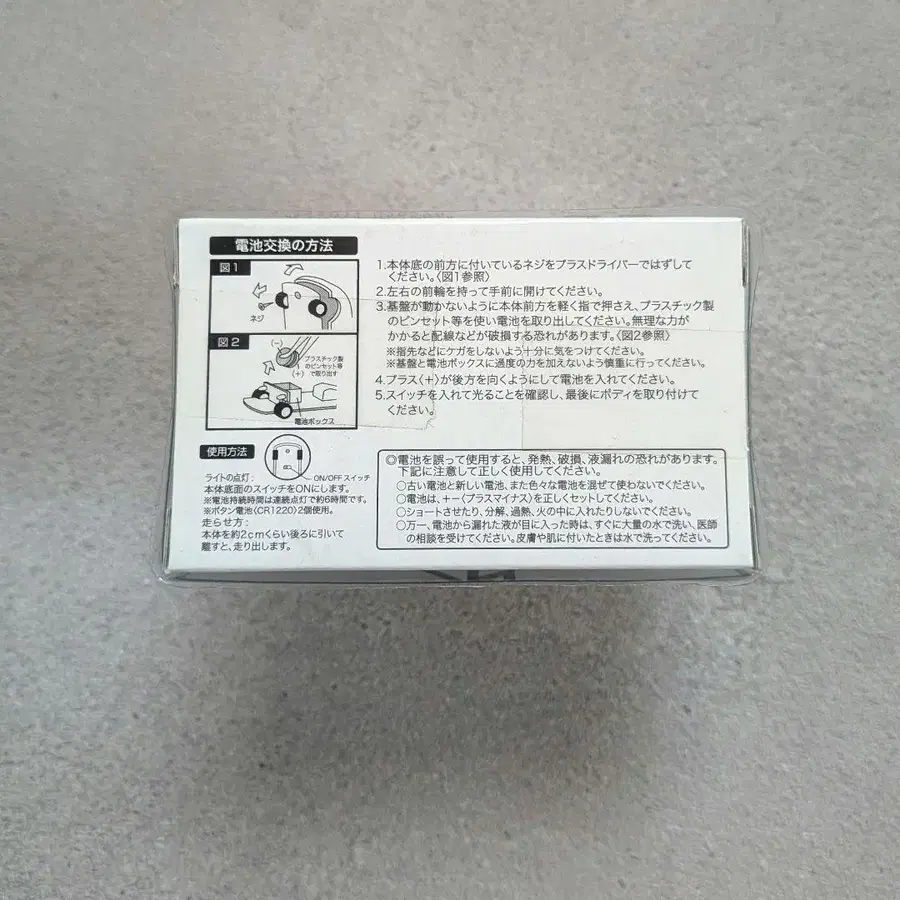 電池交換の方法
図1
ネジ
図2
(−)
(+)
プラスチック製
のピンセット等
で取り出す
電池ボックス
1.本体底の前方に付いているネジをプラスドライバーではずして
ください。〈図1参照〉
2.左右の前輪を持って手前に開けてください。
3.基盤が動かないように本体前方を軽く指で押さえ、プラスチック製
のピンセット等を使い電池を取り出してください。無理な力が
かかると配線などが破損する恐れがあります。〈図2参照〉
※指先などにケガをしないよう十分に気をつけてください。
※基盤と電池ボックスに過度の力を加えないよう慎重に行ってください。
4.プラス〈+〉が後方を向くようにして電池を入れてください。
5.スイッチを入れて光ることを確認し、最後にボディを取り付けて
ください。
使用方法
ライトの点灯:
ON/OFFスイッチ
本体底面のスイッチをONにします。
※電池持続時間は連続点灯で約6時間です。
※ボタン電池〈CR1220〉2個使用。
走らせ方:
本体を約2cmくらい後ろに引いて
離すと、走り出します。
◎電池を誤って使用すると、発熱、破損、液漏れの恐れがあります。
下記に注意して正しく使用してください。
○古い電池と新しい電池、また色々な電池を混ぜて使わないでください。
○電池は、+−(プラスマイナス)を正しくセットしてください。
○ショートさせたり、分解、過熱、火の中に入れたりしないでください。
○万一、電池から漏れた液が目に入った時は、すぐに大量の水で洗い、医師
の相談を受けてください。皮膚や肌に付いたときは水で洗ってください。